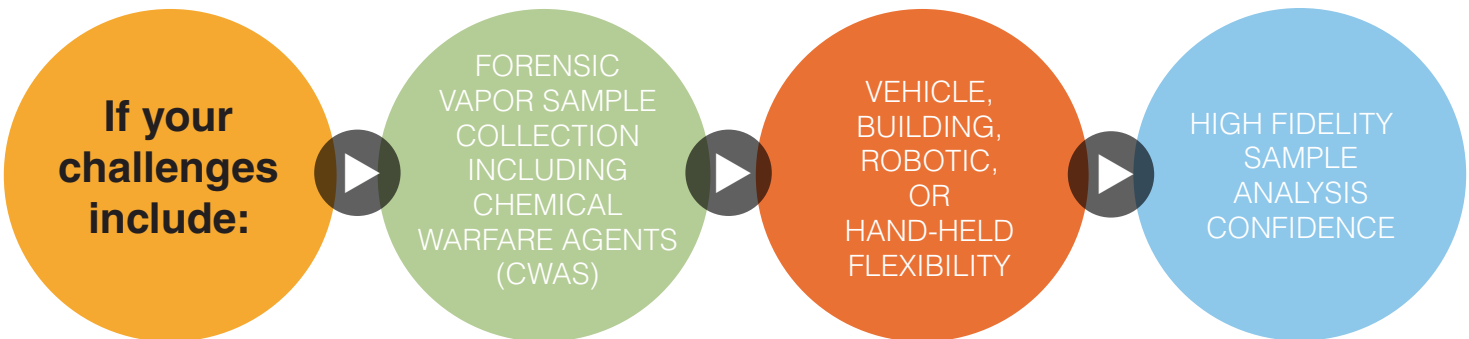 If your
challenges
include:
FORENSIC
VAPOR SAMPLE
COLLECTION
INCLUDING
CHEMICAL
WARFARE AGENTS
(CWAS)
VEHICLE,
BUILDING,
ROBOTIC,
OR
HAND-HELD
FLEXIBILITY
HIGH FIDELITY
SAMPLE
ANALYSIS
CONFIDENCE